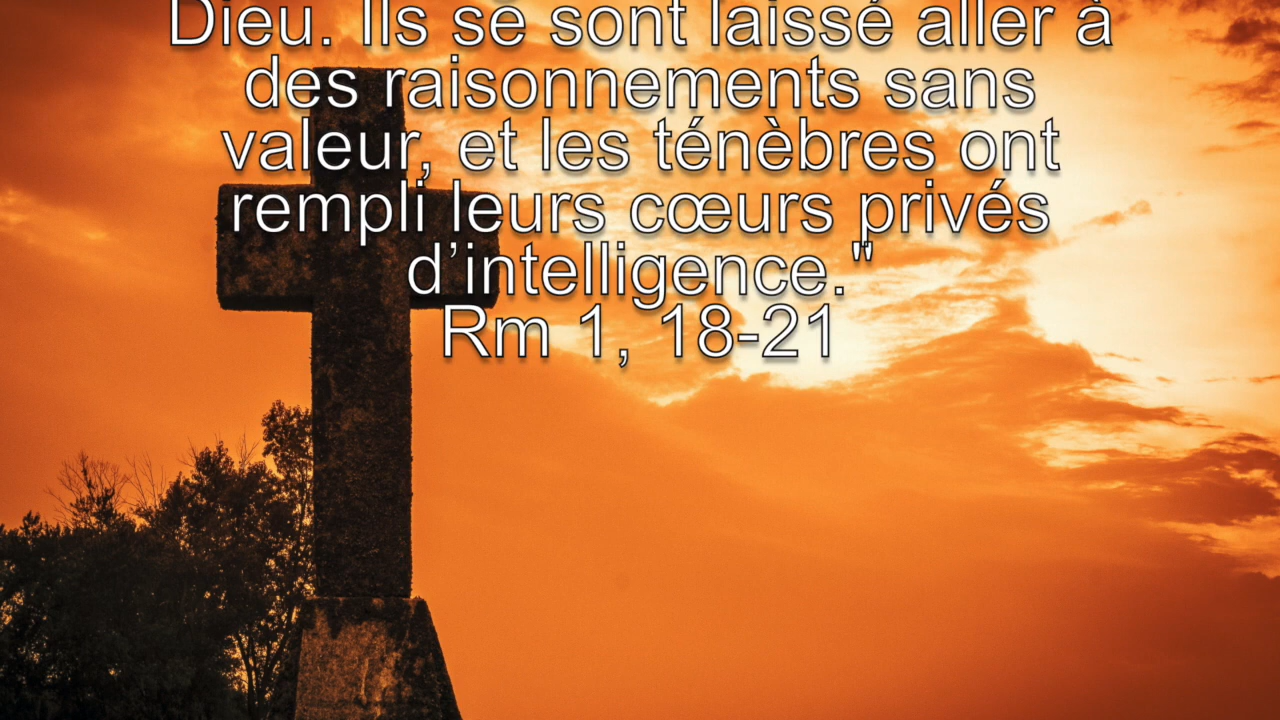 Dieu. Ils se sont laissé aller à
des raisonnements sans
valeur, et les ténèbres ont
rempli leurs cœurs privés
d’intelligence."
Rm 1, 18-21